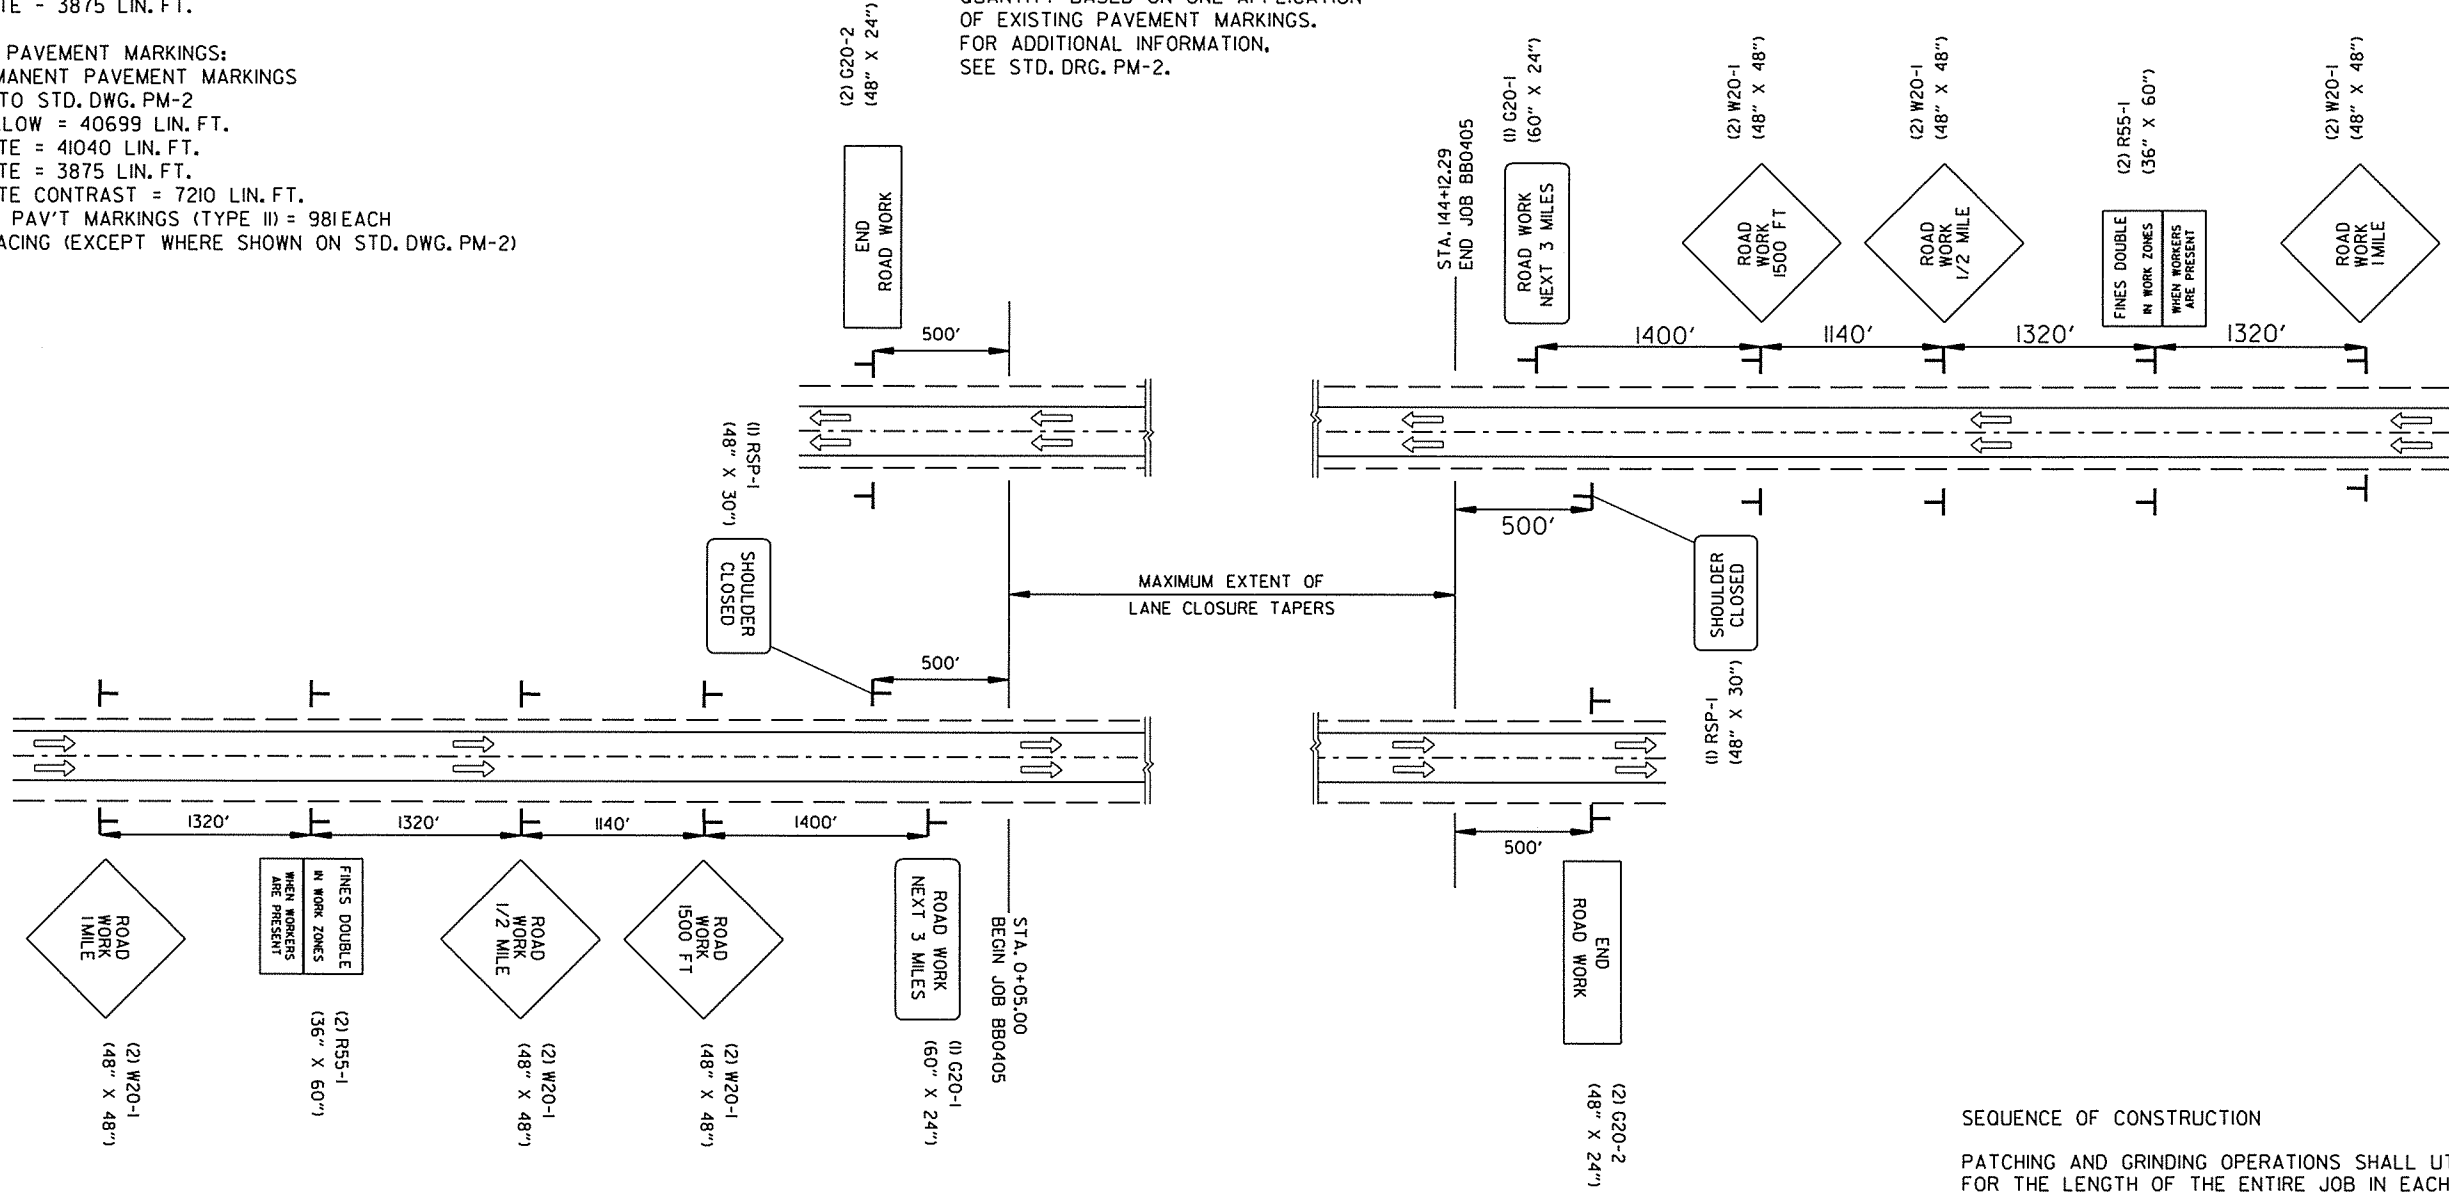 TE - 3875 LIN. FT.
PAVEMENT MARKINGS:
MANENT PAVEMENT MARKINGS
TO STD. DWG. PM-2
LLOW = 40699 LIN. FT.
TE = 41040 LIN. FT.
TE = 3875 LIN. FT.
TE CONTRAST = 7210 LIN. FT.
PAV'T MARKINGS (TYPE II) = 981 EACH
ACING (EXCEPT WHERE SHOWN ON STD. DWG. PM-2)
QUANTITY BASED ON ONE APPLICATION
OF EXISTING PAVEMENT MARKINGS.
FOR ADDITIONAL INFORMATION,
SEE STD. DRG. PM-2.
(2) G20-2
(48" X 24")
END
ROAD WORK
500'
STA. 144+12.29
END JOB BB0405
(1) G20-1
(60" X 24")
ROAD WORK
NEXT 3 MILES
(2) W20-1
(48" X 48")
ROAD
WORK
1500 FT
(2) W20-1
(48" X 48")
ROAD
WORK
1/2 MILE
(2) R55-1
(36" X 60")
FINES DOUBLE
IN WORK ZONES
WHEN WORKERS
ARE PRESENT
(2) W20-1
(48" X 48")
ROAD
WORK
1 MILE
1400'
1140'
1320'
1320'
(1) RSP-1
(48" X 30")
SHOULDER
CLOSED
500'
MAXIMUM EXTENT OF
LANE CLOSURE TAPERS
500'
SHOULDER
CLOSED
(1) RSP-1
(48" X 30")
1320'
1320'
1140'
1400'
500'
ROAD
WORK
1 MILE
(2) W20-1
(48" X 48")
FINES DOUBLE
IN WORK ZONES
WHEN WORKERS
ARE PRESENT
(2) R55-1
(36" X 60")
ROAD
WORK
1/2 MILE
(2) W20-1
(48" X 48")
ROAD
WORK
1500 FT
(2) W20-1
(48" X 48")
ROAD WORK
NEXT 3 MILES
(1) G20-1
(60" X 24")
STA. 0+05.00
BEGIN JOB BB0405
END
ROAD WORK
(2) G20-2
(48" X 24")
SEQUENCE OF CONSTRUCTION
PATCHING AND GRINDING OPERATIONS SHALL UT
FOR THE LENGTH OF THE ENTIRE JOB IN EACH